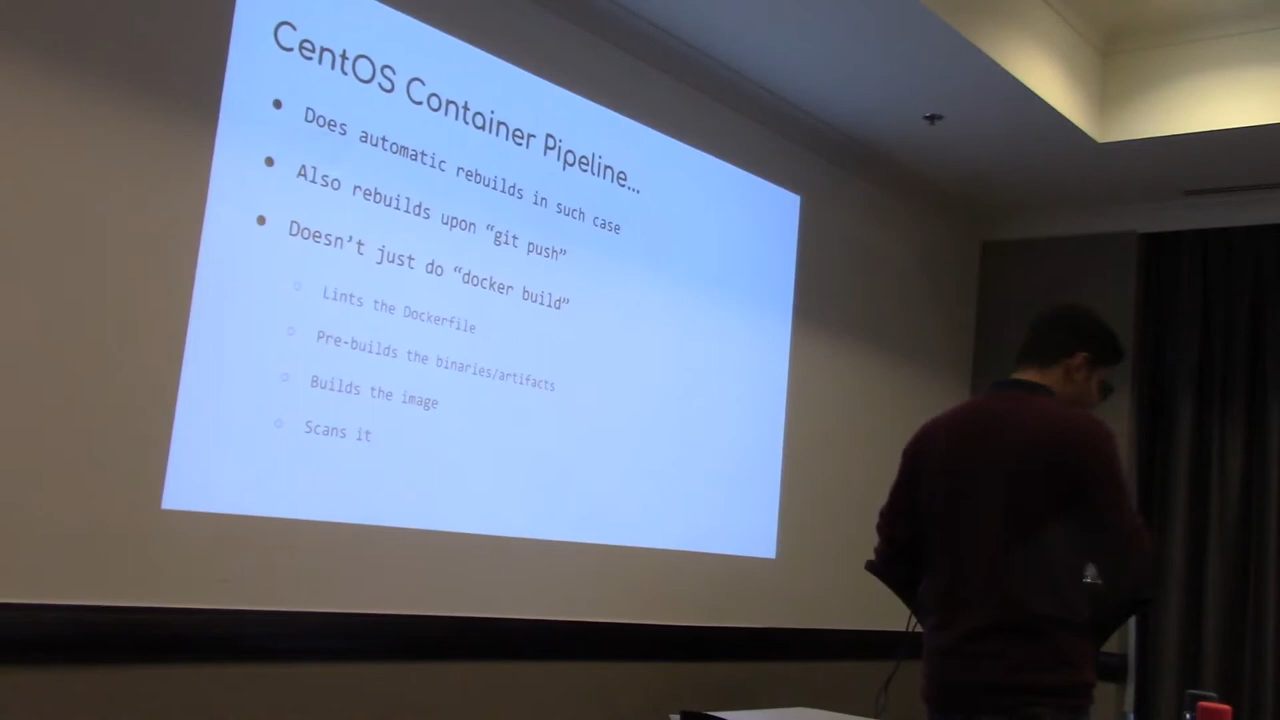 CentOS Container Pipeline...
Does automatic rebuilds in such case
Also rebuilds upon “git push”
Doesn’t just do “docker build”
Lints the Dockerfile
Pre-builds the binaries/artifacts
Builds the image
Scans it